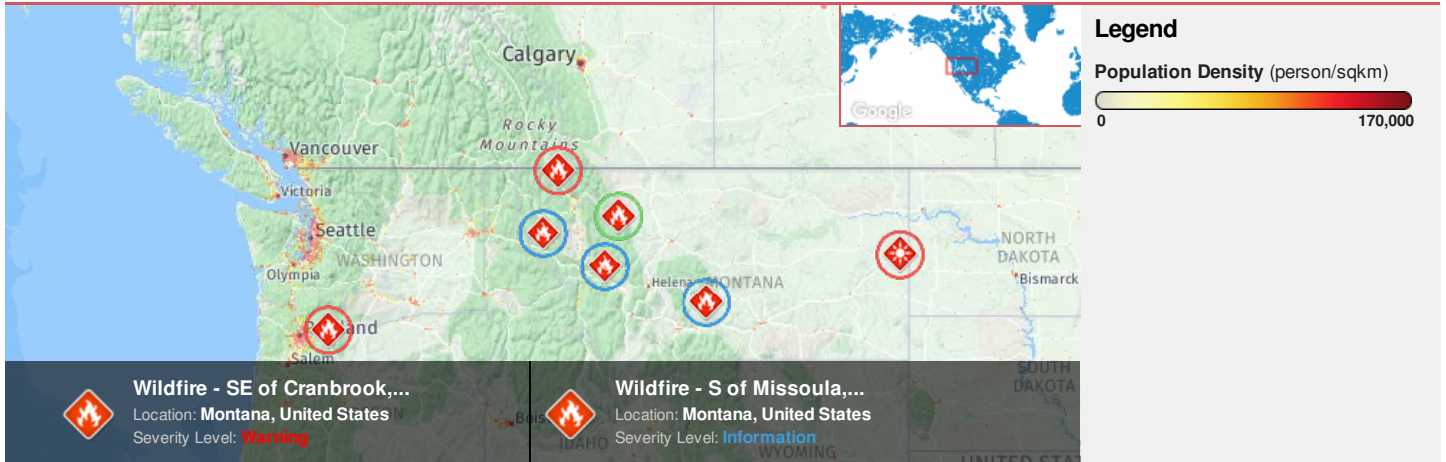 Calgary
Google
Rocky
Mountains
Vancouver
Victoria
Seattle
WASHINGTON
Olympia
NORTH
DAKOTA
Bismarck
Helena
MONTANA
Salem
SOUTH
DAKOTA
IDAHO
WYOMING
Wildfire - SE of Cranbrook,...
Location: Montana, United States
Severity Level: Warning
Wildfire - S of Missoula,...
Location: Montana, United States
Severity Level: Information
Legend
Population Density (person/sqkm)
0
170,000